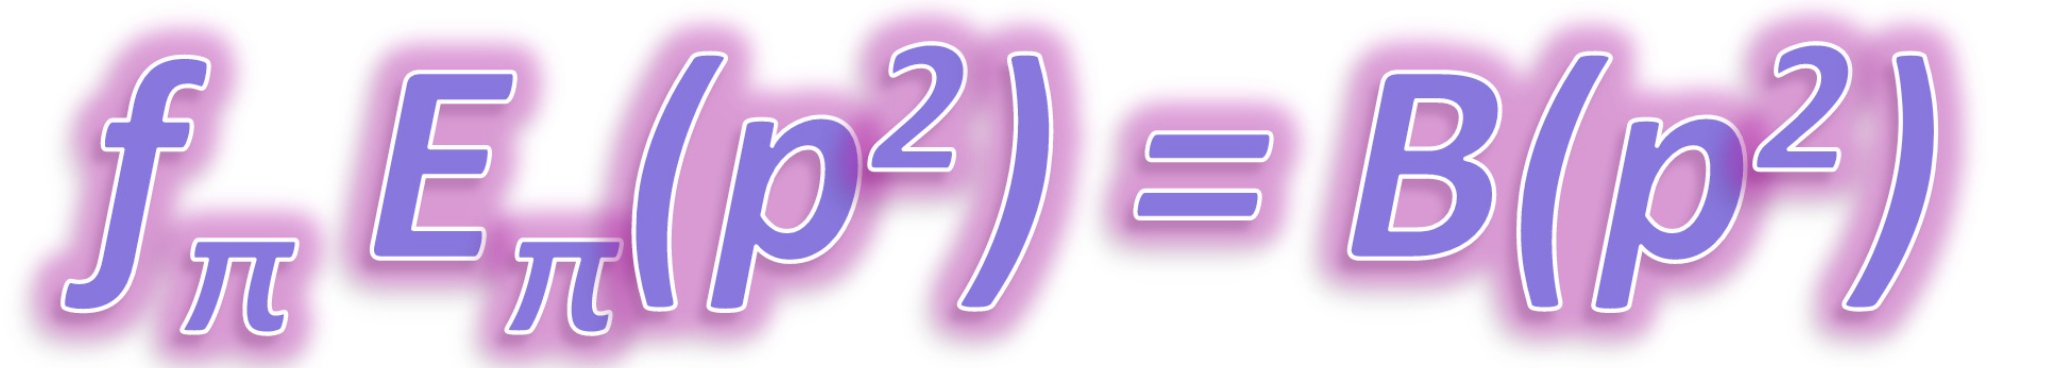 f_π E_π(p²) = B(p²)